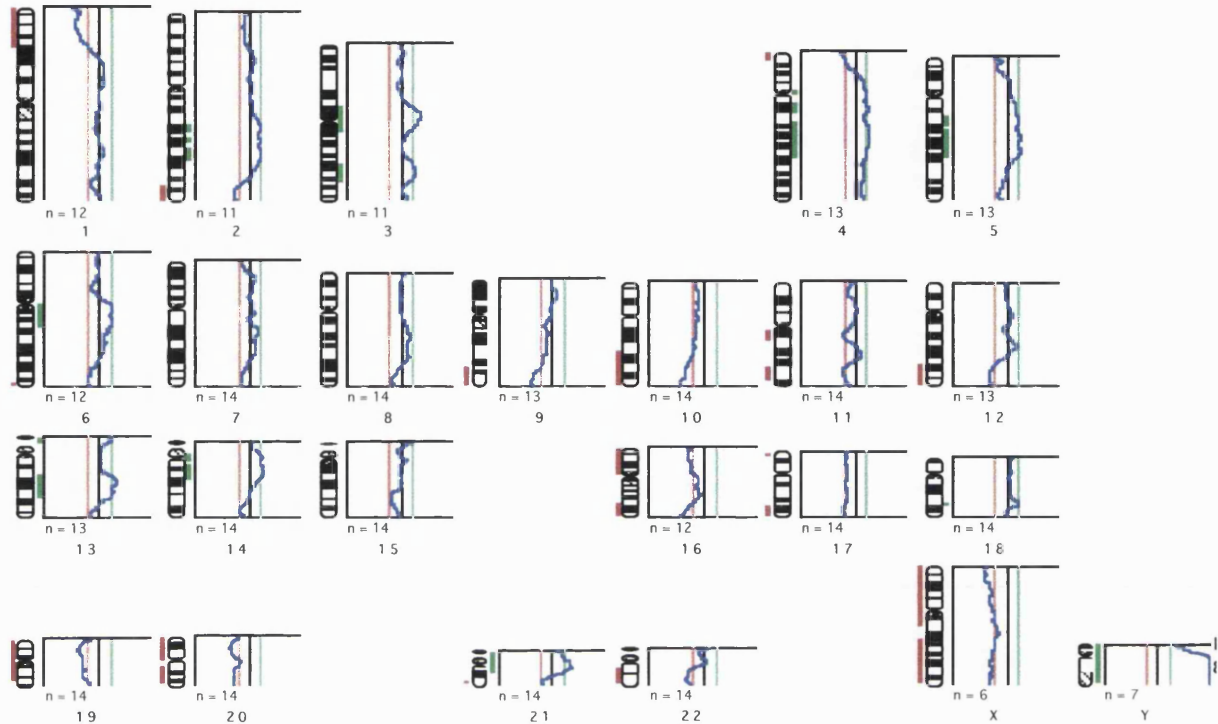 n = 12
1
n = 11
2
n = 11
3
n = 13
4
n = 13
5
n = 12
6
n = 14
7
n = 14
8
n = 13
9
n = 14
10
n = 14
11
n = 13
12
n = 13
13
n = 14
14
n = 14
15
n = 12
16
n = 14
17
n = 14
18
n = 14
19
n = 14
20
n = 14
21
n = 14
22
n = 6
X
n = 7
Y